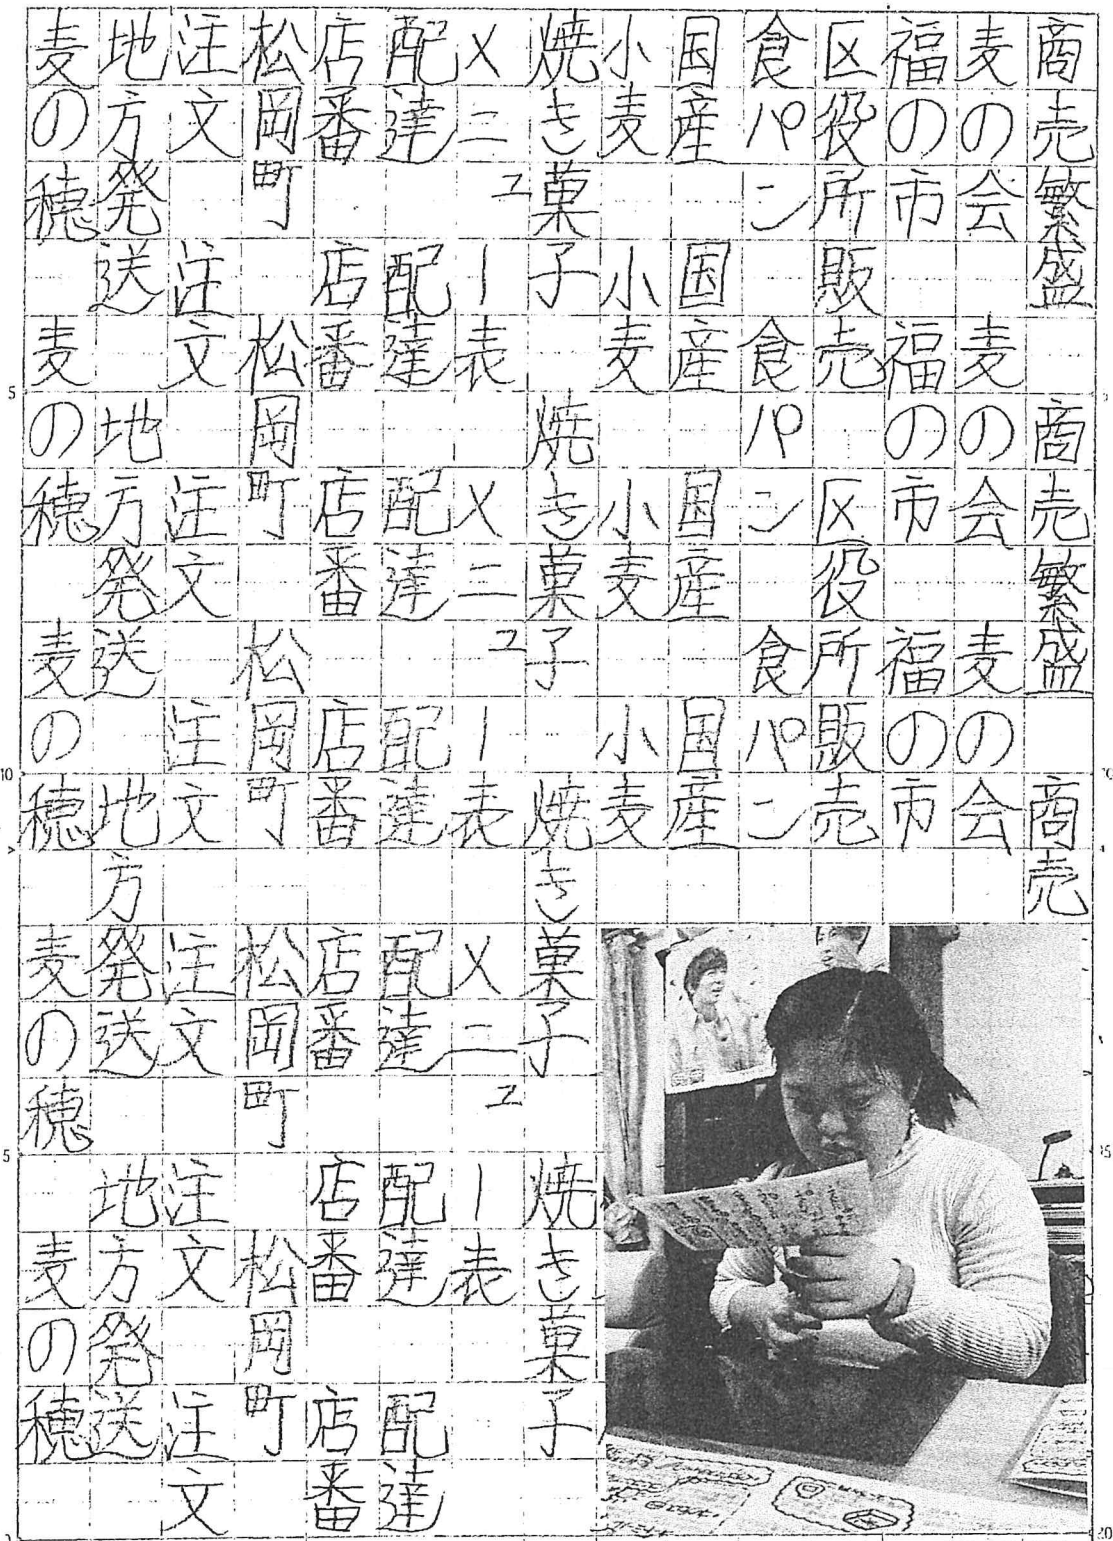 商売繁盛　商売繁盛　商売
麦の会　麦の会　麦の会
福の市　福の市　福の市
区役所販売　区役所販売
食パン　食パン　食パン
国産　国産　国産　国産
小麦　小麦　小麦　小麦
焼き菓子　焼き菓子　焼き菓子　焼き菓子
メニュー表　メニュー表　メニュー表
配達　配達　配達　配達　配達　配達　配達
店番　店番　店番　店番　店番　店番　店番
松岡町　松岡町　松岡町　松岡町　松岡町
注文　注文　注文　注文　注文　注文　注文
地方発送　地方発送　地方発送　地方発送
麦の穂　麦の穂　麦の穂　麦の穂　麦の穂